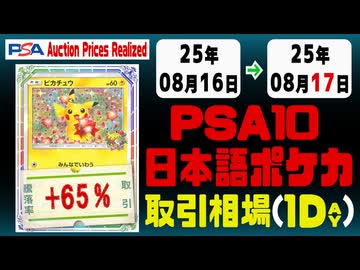 PSA Auction Prices Realized
25年
08月16日
25年
08月17日
ピカチュウ
HP60
みんなでいわう
騰落率
+65%
取引
PSA10
日本語ポケカ
取引相場(1D)